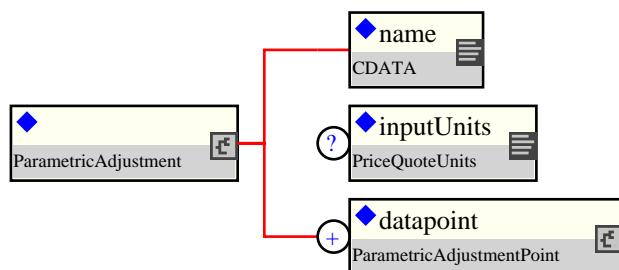 name
CDATA
ParametricAdjustment
?
inputUnits
PriceQuoteUnits
+
datapoint
ParametricAdjustmentPoint